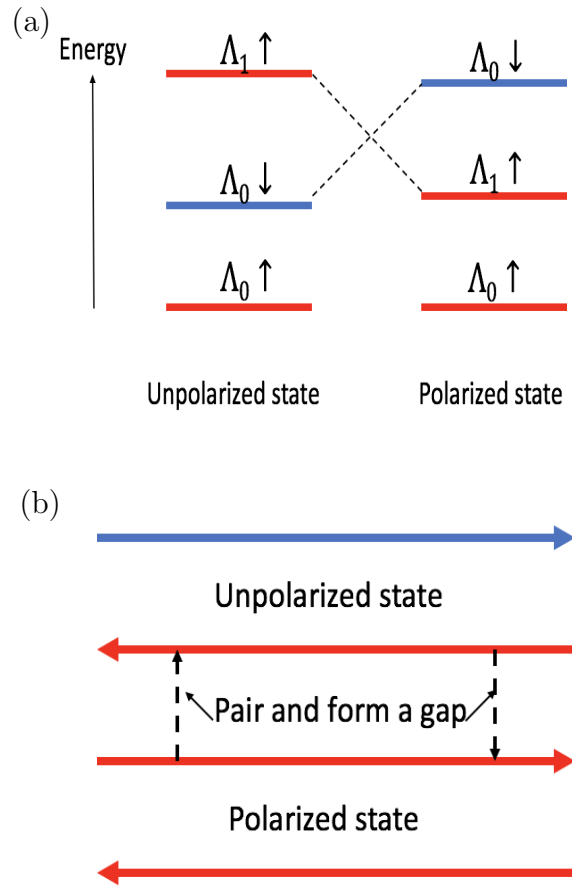 (a)
Energy
Λ₁ ↑
Λ₀ ↓
Λ₀ ↓
Λ₁ ↑
Λ₀ ↑
Λ₀ ↑
Unpolarized state
Polarized state
(b)
Unpolarized state
Pair and form a gap
Polarized state